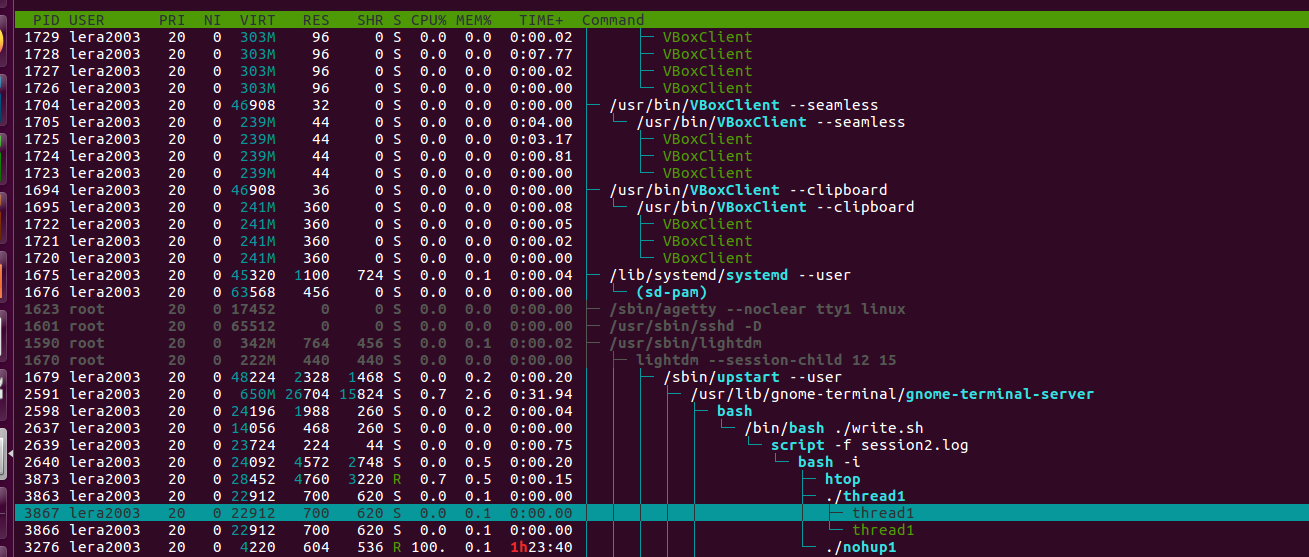 PID USER PRI NI VIRT RES SHR S CPU% MEM% TIME+ Command
1729 lera2003 20 0 303M 96 0 S 0.0 0.0 0:00.02 VBoxClient
1728 lera2003 20 0 303M 96 0 S 0.0 0.0 0:07.77 VBoxClient
1727 lera2003 20 0 303M 96 0 S 0.0 0.0 0:00.02 VBoxClient
1726 lera2003 20 0 303M 96 0 S 0.0 0.0 0:00.00 VBoxClient
1704 lera2003 20 0 46908 32 0 S 0.0 0.0 0:00.00 /usr/bin/VBoxClient --seamless
1705 lera2003 20 0 239M 44 0 S 0.0 0.0 0:04.00 /usr/bin/VBoxClient --seamless
1725 lera2003 20 0 239M 44 0 S 0.0 0.0 0:03.17 VBoxClient
1724 lera2003 20 0 239M 44 0 S 0.0 0.0 0:00.81 VBoxClient
1723 lera2003 20 0 239M 44 0 S 0.0 0.0 0:00.00 VBoxClient
1694 lera2003 20 0 46908 36 0 S 0.0 0.0 0:00.00 /usr/bin/VBoxClient --clipboard
1695 lera2003 20 0 241M 360 0 S 0.0 0.0 0:00.08 /usr/bin/VBoxClient --clipboard
1722 lera2003 20 0 241M 360 0 S 0.0 0.0 0:00.05 VBoxClient
1721 lera2003 20 0 241M 360 0 S 0.0 0.0 0:00.02 VBoxClient
1720 lera2003 20 0 241M 360 0 S 0.0 0.0 0:00.00 VBoxClient
1675 lera2003 20 0 45320 1100 724 S 0.0 0.1 0:00.04 /lib/systemd/systemd --user
1676 lera2003 20 0 63568 456 0 S 0.0 0.0 0:00.00 (sd-pam)
1623 root 20 0 17452 0 0 S 0.0 0.0 0:00.00 /sbin/agetty --noclear tty1 linux
1601 root 20 0 65512 0 0 S 0.0 0.0 0:00.00 /usr/sbin/sshd -D
1590 root 20 0 342M 764 456 S 0.0 0.1 0:00.02 /usr/sbin/lightdm
1670 root 20 0 222M 440 440 S 0.0 0.0 0:00.00 lightdm --session-child 12 15
1679 lera2003 20 0 48224 2328 1468 S 0.0 0.2 0:00.20 /sbin/upstart --user
2591 lera2003 20 0 650M 26704 15824 S 0.7 2.6 0:31.94 /usr/lib/gnome-terminal/gnome-terminal-server
2598 lera2003 20 0 24196 1988 260 S 0.0 0.2 0:00.04 bash
2637 lera2003 20 0 14056 468 260 S 0.0 0.0 0:00.00 /bin/bash ./write.sh
2639 lera2003 20 0 23724 224 44 S 0.0 0.0 0:00.75 script -f session2.log
2640 lera2003 20 0 24092 4572 2748 S 0.0 0.5 0:00.20 bash -i
3873 lera2003 20 0 28452 4760 3220 R 0.7 0.5 0:00.15 htop
3863 lera2003 20 0 22912 700 620 S 0.0 0.1 0:00.00 ./thread1
3867 lera2003 20 0 22912 700 620 S 0.0 0.1 0:00.00 thread1
3866 lera2003 20 0 22912 700 620 S 0.0 0.1 0:00.00 thread1
3276 lera2003 20 0 4220 604 536 R 100. 0.1 1h23:40 ./nohup1